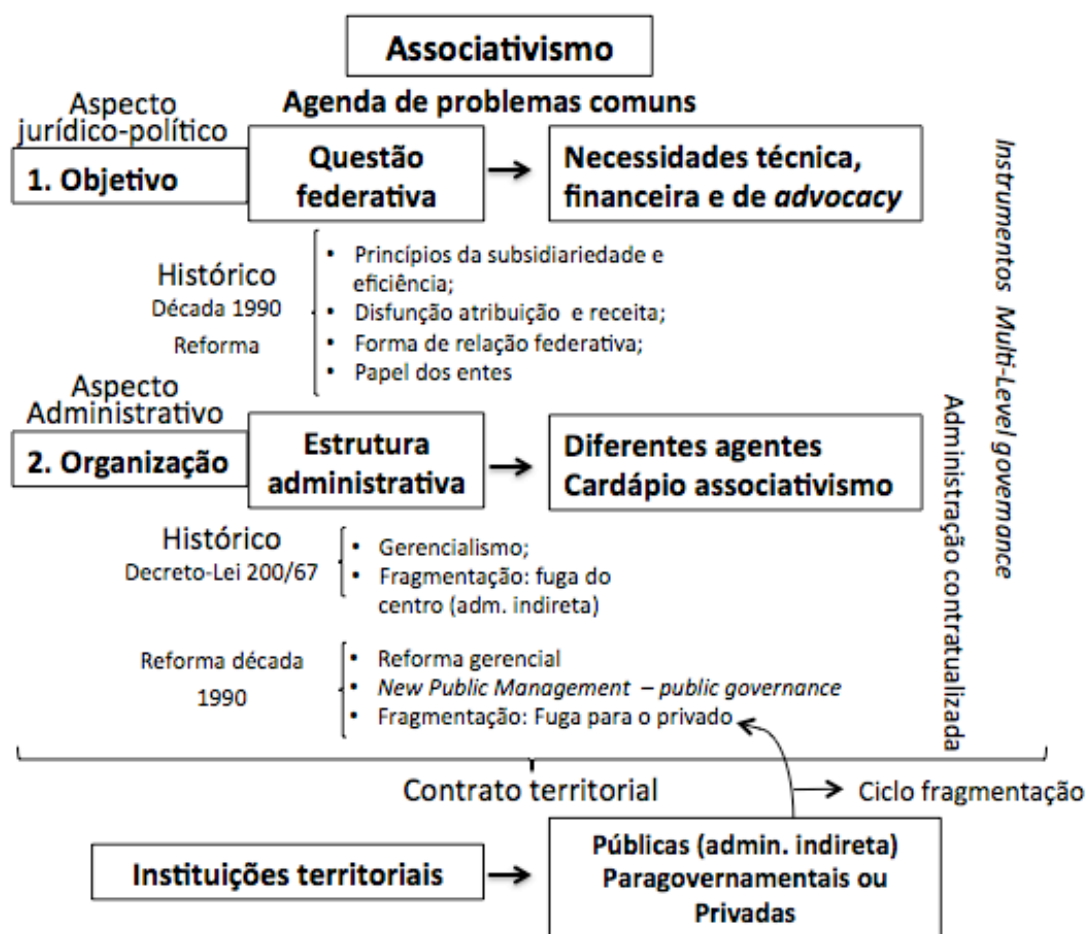 Associativismo
Agenda de problemas comuns
Aspecto
jurídico-político
1. Objetivo
Questão
federativa
Necessidades técnica,
financeira e de advocacy
Histórico
Década 1990
Reforma
• Princípios da subsidiariedade e
eficiência;
• Disfunção atribuição e receita;
• Forma de relação federativa;
• Papel dos entes
Aspecto
Administrativo
2. Organização
Estrutura
administrativa
Diferentes agentes
Cardápio associativismo
Histórico
Decreto-Lei 200/67
• Gerencialismo;
• Fragmentação: fuga do
centro (adm. indireta)
Reforma década
1990
• Reforma gerencial
• New Public Management – public governance
• Fragmentação: Fuga para o privado
Administração contratualizada
Instrumentos Multi-Level governance
Contrato territorial
Ciclo fragmentação
Instituições territoriais
Públicas (admin. indireta)
Paragovernamentais ou
Privadas